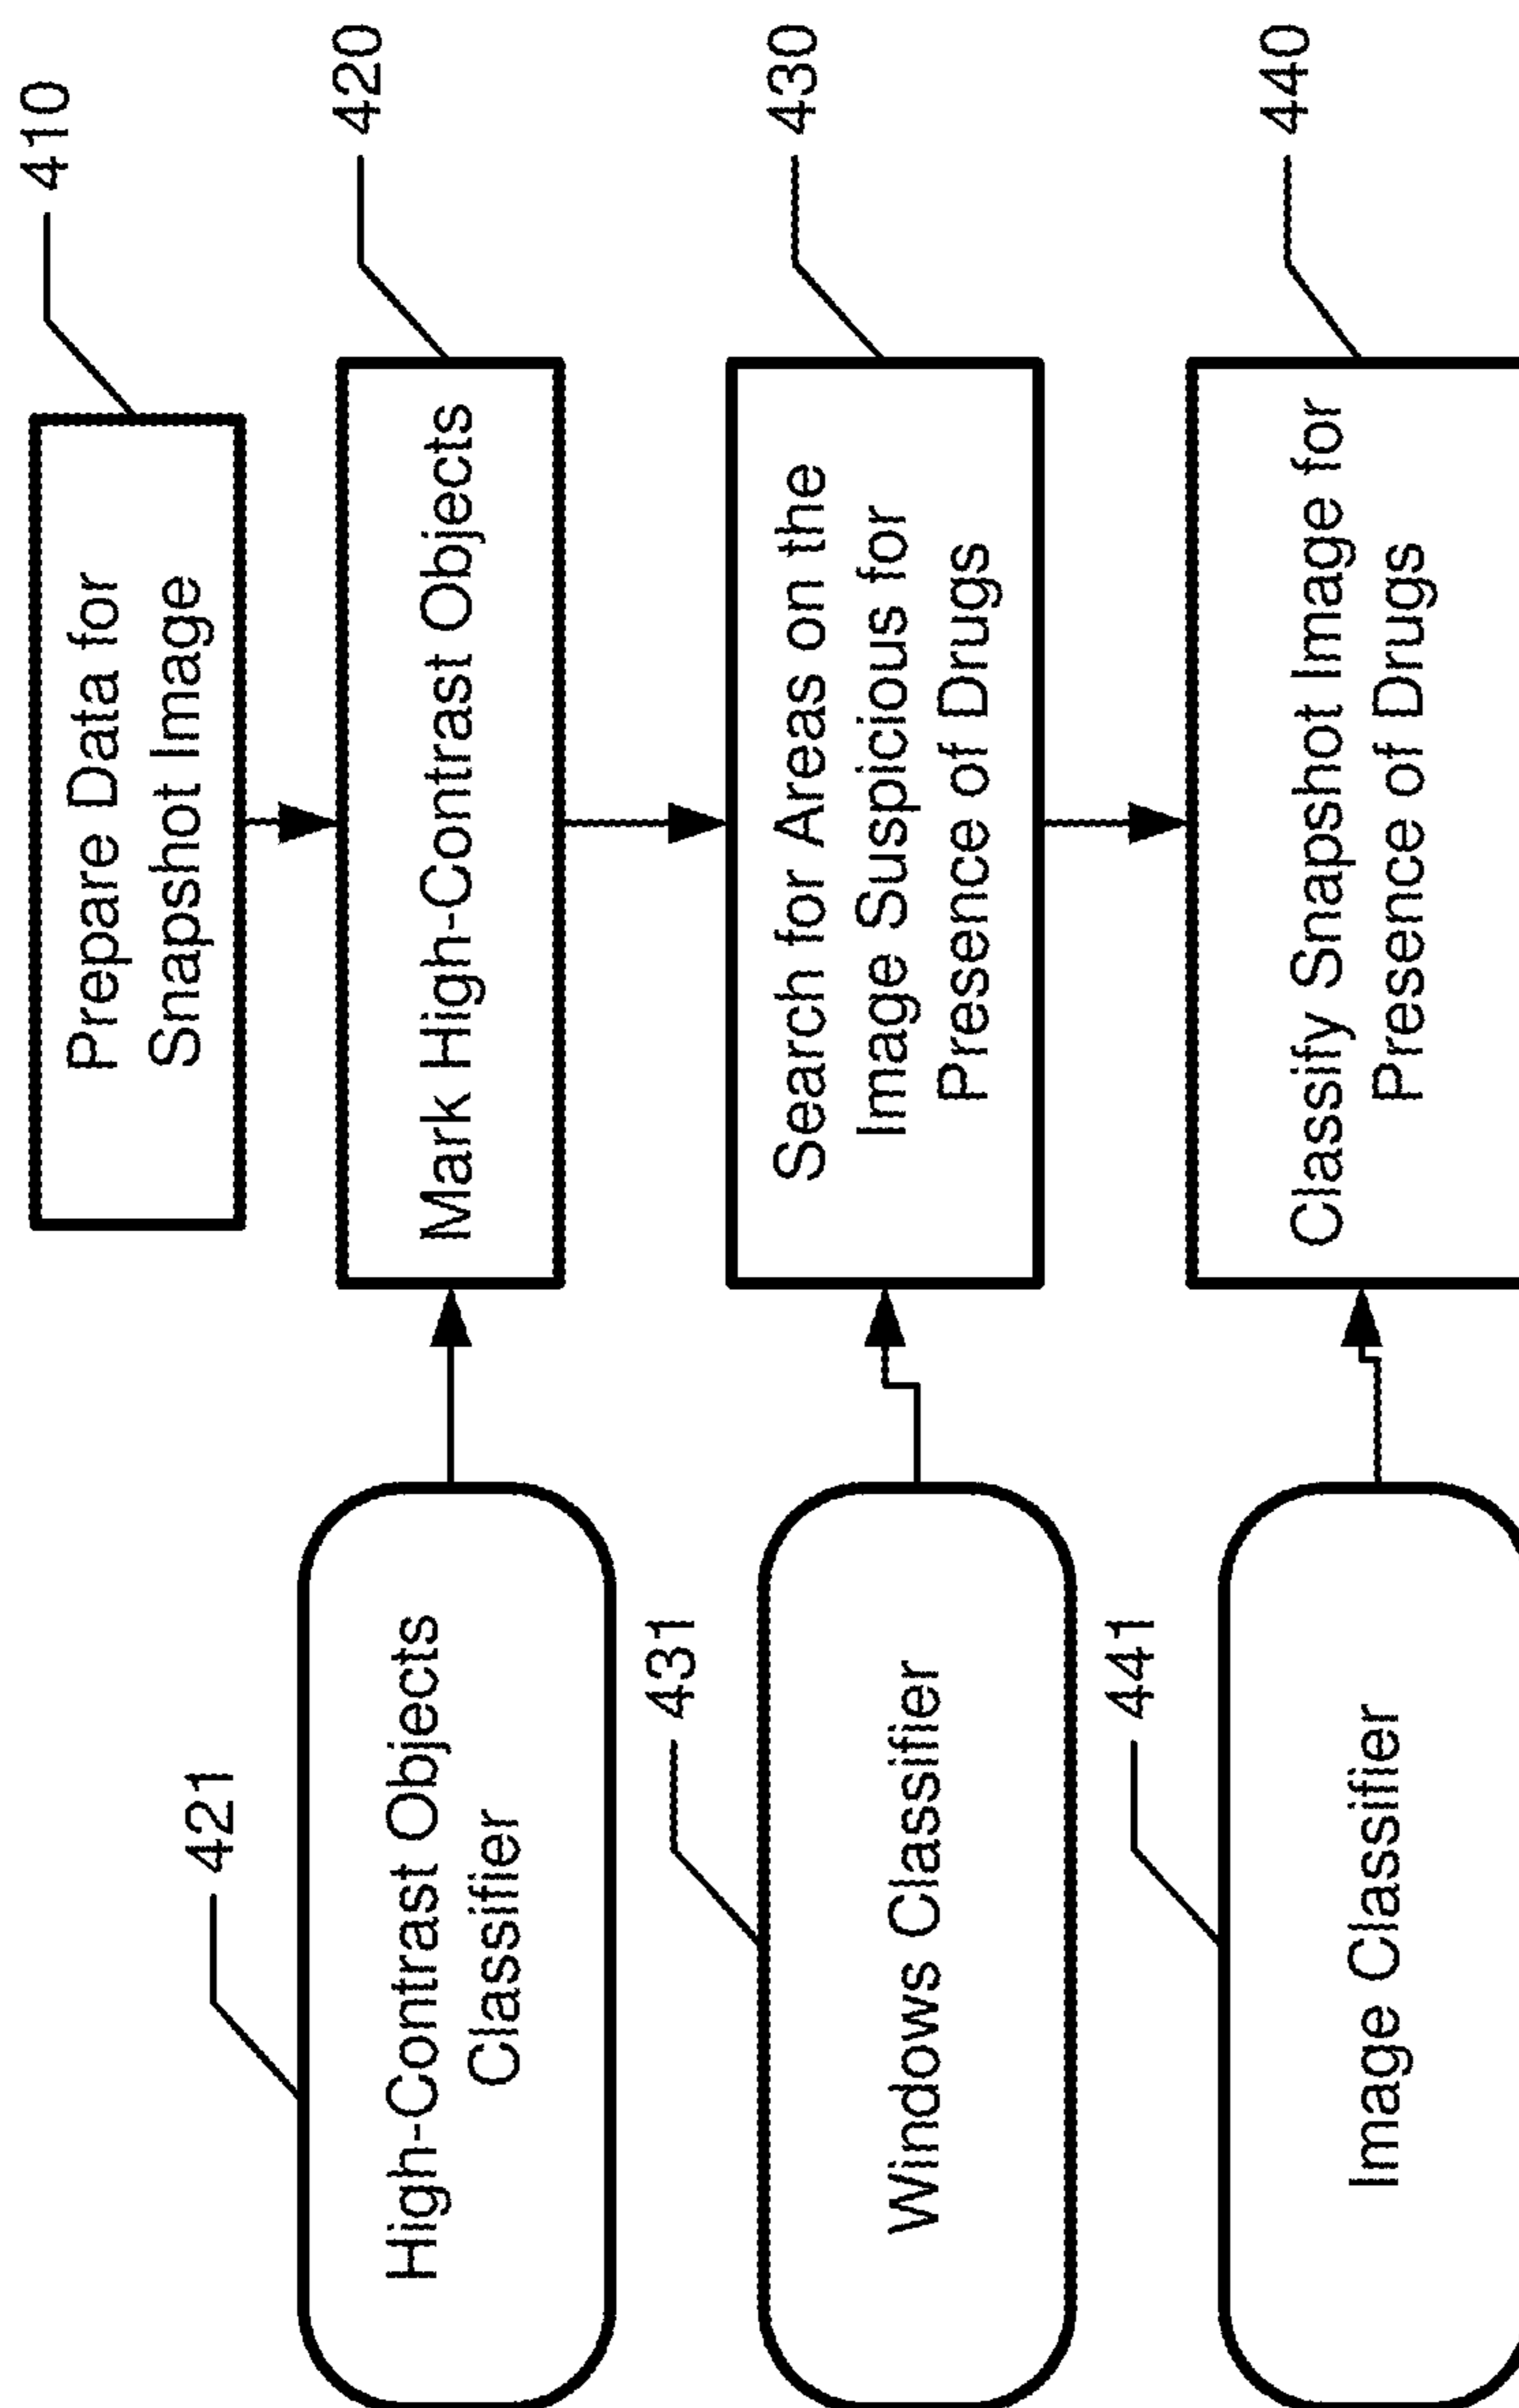 410
Prepare Data for
Snapshot Image
420
Mark High-Contrast Objects
421
High-Contrast Objects
Classifier
430
Search for Areas on the
Image Suspicious for
Presence of Drugs
431
Windows Classifier
440
Classify Snapshot Image for
Presence of Drugs
441
Image Classifier